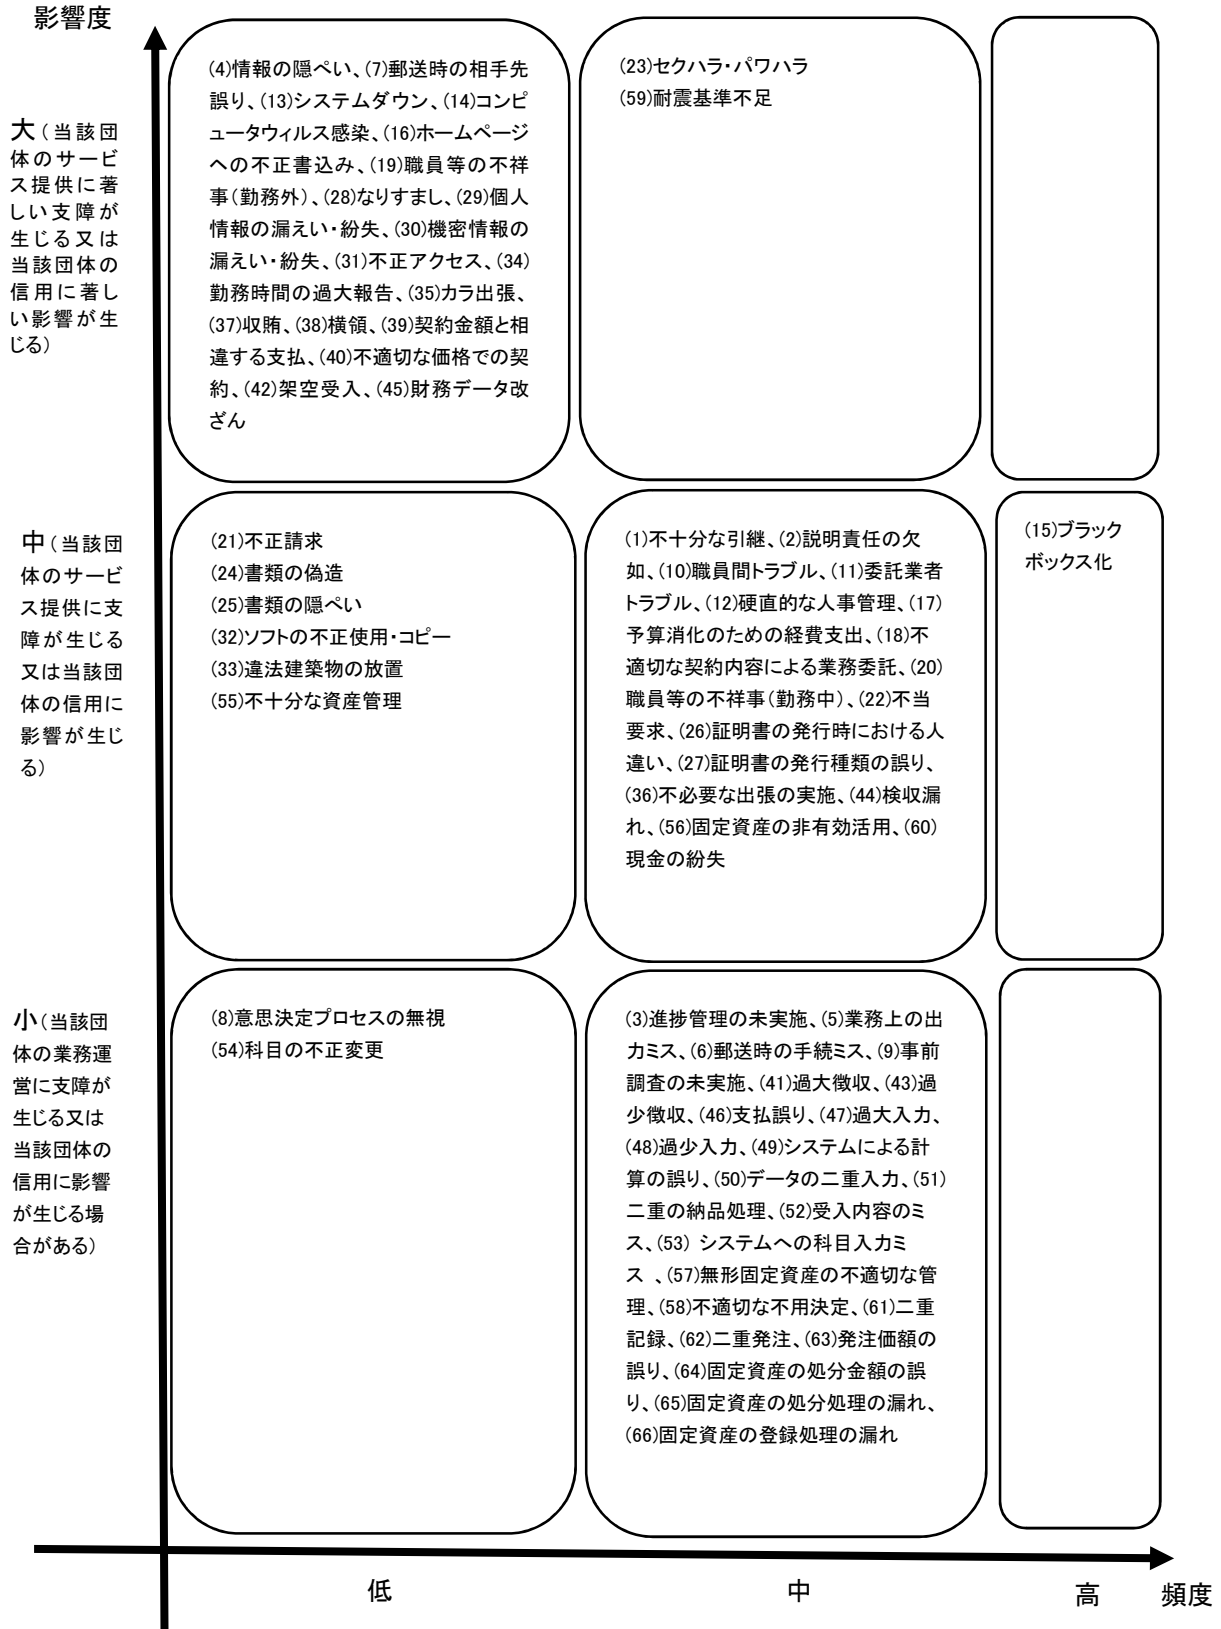 影響度
大（当該団
体のサービ
ス提供に著
しい支障が
生じる又は
当該団体の
信用に著し
い影響が生
じる）
(4)情報の隠ぺい、(7)郵送時の相手先
誤り、(13)システムダウン、(14)コンピ
ュータウィルス感染、(16)ホームページ
への不正書込み、(19)職員等の不祥
事（勤務外）、(28)なりすまし、(29)個人
情報の漏えい・紛失、(30)機密情報の
漏えい・紛失、(31)不正アクセス、(34)
勤務時間の過大報告、(35)カラ出張、
(37)収賄、(38)横領、(39)契約金額と相
違する支払、(40)不適切な価格での契
約、(42)架空受入、(45)財務データ改
ざん
(23)セクハラ・パワハラ
(59)耐震基準不足
中（当該団
体のサービ
ス提供に支
障が生じる
又は当該団
体の信用に
影響が生じ
る）
(21)不正請求
(24)書類の偽造
(25)書類の隠ぺい
(32)ソフトの不正使用・コピー
(33)違法建築物の放置
(55)不十分な資産管理
(1)不十分な引継、(2)説明責任の欠
如、(10)職員間トラブル、(11)委託業者
トラブル、(12)硬直的な人事管理、(17)
予算消化のための経費支出、(18)不
適切な契約内容による業務委託、(20)
職員等の不祥事（勤務中）、(22)不当
要求、(26)証明書の発行時における人
違い、(27)証明書の発行種類の誤り、
(36)不必要な出張の実施、(44)検収漏
れ、(56)固定資産の非有効活用、(60)
現金の紛失
(15)ブラック
ボックス化
小（当該団
体の業務運
営に支障が
生じる又は
当該団体の
信用に影響
が生じる場
合がある）
(8)意思決定プロセスの無視
(54)科目の不正変更
(3)進捗管理の未実施、(5)業務上の出
力ミス、(6)郵送時の手続ミス、(9)事前
調査の未実施、(41)過大徴収、(43)過
少徴収、(46)支払誤り、(47)過大入力、
(48)過少入力、(49)システムによる計
算の誤り、(50)データの二重入力、(51)
二重の納品処理、(52)受入内容のミ
ス、(53) システムへの科目入力ミ
ス 、(57)無形固定資産の不適切な管
理、(58)不適切な不用決定、(61)二重
記録、(62)二重発注、(63)発注価額の
誤り、(64)固定資産の処分金額の誤
り、(65)固定資産の処分処理の漏れ、
(66)固定資産の登録処理の漏れ
低
中
高
頻度